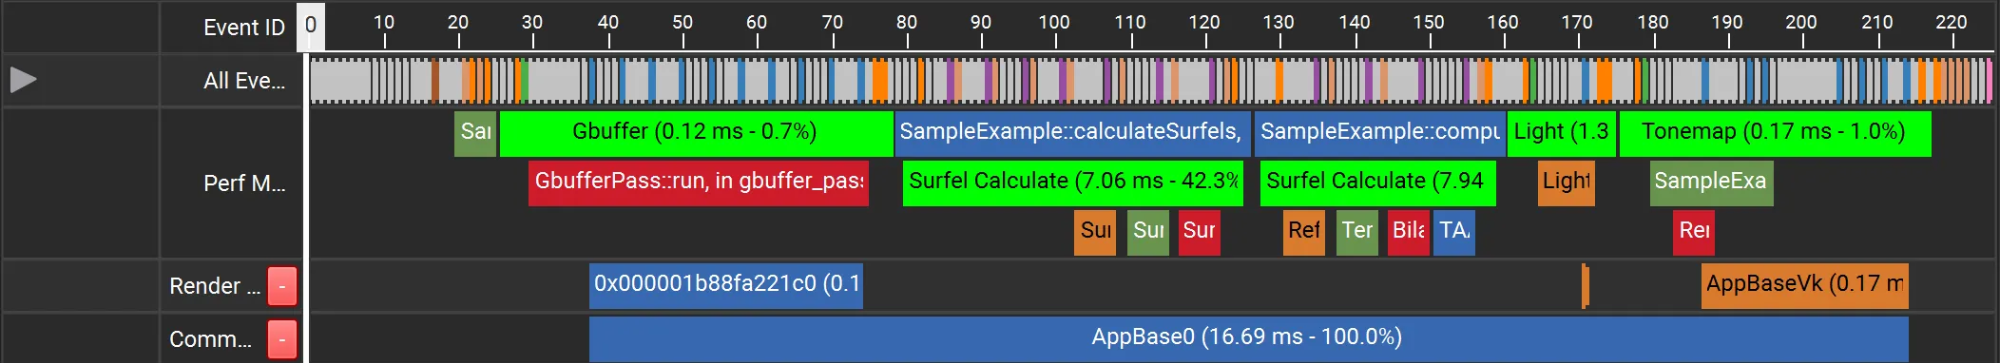 Event ID 0 10 20 30 40 50 60 70 80 90 100 110 120 130 140 150 160 170 180 190 200 210 220
All Eve...
Perf M...
Sai Gbuffer (0.12 ms - 0.7%) SampleExample::calculateSurfels, SampleExample::compu Light (1.3 Tonemap (0.17 ms - 1.0%)
GbufferPass::run, in gbuffer_pass Surfel Calculate (7.06 ms - 42.3% Surfel Calculate (7.94 Light SampleExa
Sur Sur Sur Ref Ter Bila TA Rei
Render ... - 0x000001b88fa221c0 (0.1 AppBaseVk (0.17 m
Comm... - AppBase0 (16.69 ms - 100.0%)